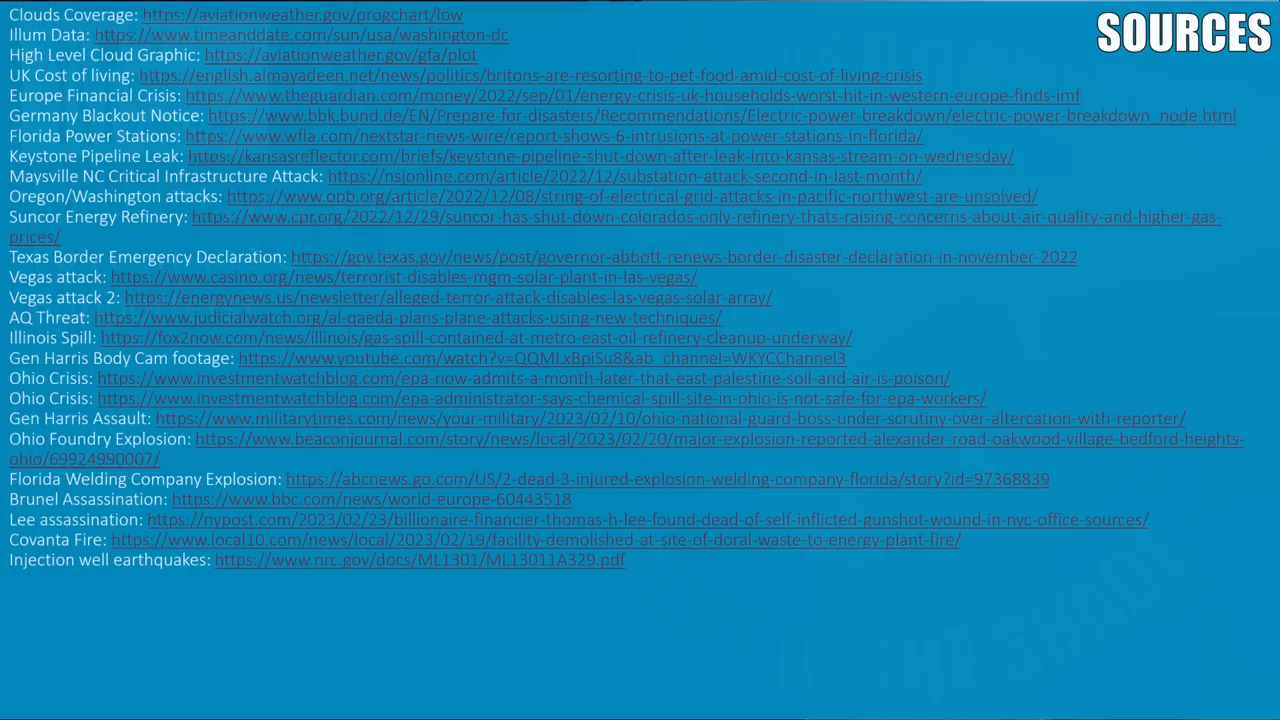 SOURCES
Clouds Coverage: https://aviationweather.gov/progchart/low
Illum Data: https://www.timeanddate.com/sun/usa/washington-dc
High Level Cloud Graphic: https://aviationweather.gov/gfa/plot
UK Cost of living: https://english.almayadeen.net/news/politics/britons-are-resorting-to-pet-food-amid-cost-of-living-crisis
Europe Financial Crisis: https://www.theguardian.com/money/2022/sep/01/energy-crisis-uk-households-worst-hit-in-western-europe-finds-imf
Germany Blackout Notice: https://www.bbk.bund.de/EN/Prepare-for-disasters/Recommendations/Electric-power-breakdown/electric-power-breakdown_node.html
Florida Power Stations: https://www.wfla.com/nextstar-news-wire/report-shows-6-intrusions-at-power-stations-in-florida/
Keystone Pipeline Leak: https://kansasreflector.com/briefs/keystone-pipeline-shut-down-after-leak-into-kansas-stream-on-wednesday/
Maysville NC Critical Infrastructure Attack: https://nsjonline.com/article/2022/12/substation-attack-second-in-last-month/
Oregon/Washington attacks: https://www.opb.org/article/2022/12/08/string-of-electrical-grid-attacks-in-pacific-northwest-are-unsolved/
Suncor Energy Refinery: https://www.cpr.org/2022/12/29/suncor-has-shut-down-colorados-only-refinery-thats-raising-concerns-about-air-quality-and-higher-gas-
prices/
Texas Border Emergency Declaration: https://gov.texas.gov/news/post/governor-abbott-renews-border-disaster-declaration-in-november-2022
Vegas attack: https://www.casino.org/news/terrorist-disables-mgm-solar-plant-in-las-vegas/
Vegas attack 2: https://energynews.us/newsletter/alleged-terror-attack-disables-las-vegas-solar-array/
AQ Threat: https://www.judicialwatch.org/al-qaeda-plans-plane-attacks-using-new-techniques/
Illinois Spill: https://fox2now.com/news/illinois/gas-spill-contained-at-metro-east-oil-refinery-cleanup-underway/
Gen Harris Body Cam footage: https://www.youtube.com/watch?v=QQMLxBpiSu8&ab_channel=WKYCChannel3
Ohio Crisis: https://www.investmentwatchblog.com/epa-now-admits-a-month-later-that-east-palestine-soil-and-air-is-poison/
Ohio Crisis: https://www.investmentwatchblog.com/epa-administrator-says-chemical-spill-site-in-ohio-is-not-safe-for-epa-workers/
Gen Harris Assault: https://www.militarytimes.com/news/your-military/2023/02/10/ohio-national-guard-boss-under-scrutiny-over-altercation-with-reporter/
Ohio Foundry Explosion: https://www.beaconjournal.com/story/news/local/2023/02/20/major-explosion-reported-alexander-road-oakwood-village-bedford-heights-
ohio/69924990007/
Florida Welding Company Explosion: https://abcnews.go.com/US/2-dead-3-injured-explosion-welding-company-florida/story?id=97368839
Brunel Assassination: https://www.bbc.com/news/world-europe-60443518
Lee assassination: https://nypost.com/2023/02/23/billionaire-financier-thomas-h-lee-found-dead-of-self-inflicted-gunshot-wound-in-nyc-office-sources/
Covanta Fire: https://www.local10.com/news/local/2023/02/19/facility-demolished-at-site-of-doral-waste-to-energy-plant-fire/
Injection well earthquakes: https://www.nrc.gov/docs/ML1301/ML13011A329.pdf
IN THE